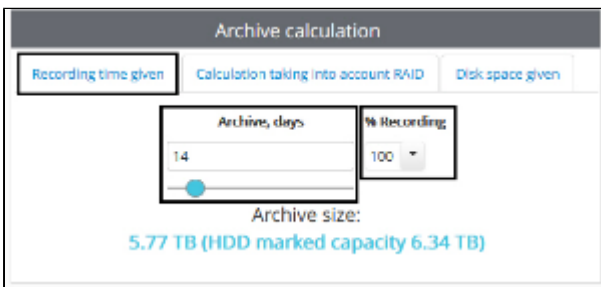 Archive calculation
Recording time given Calculation taking into account RAID Disk space given
Archive, days % Recording
14 100
Archive size:
5.77 TB (HDD marked capacity 6.34 TB)